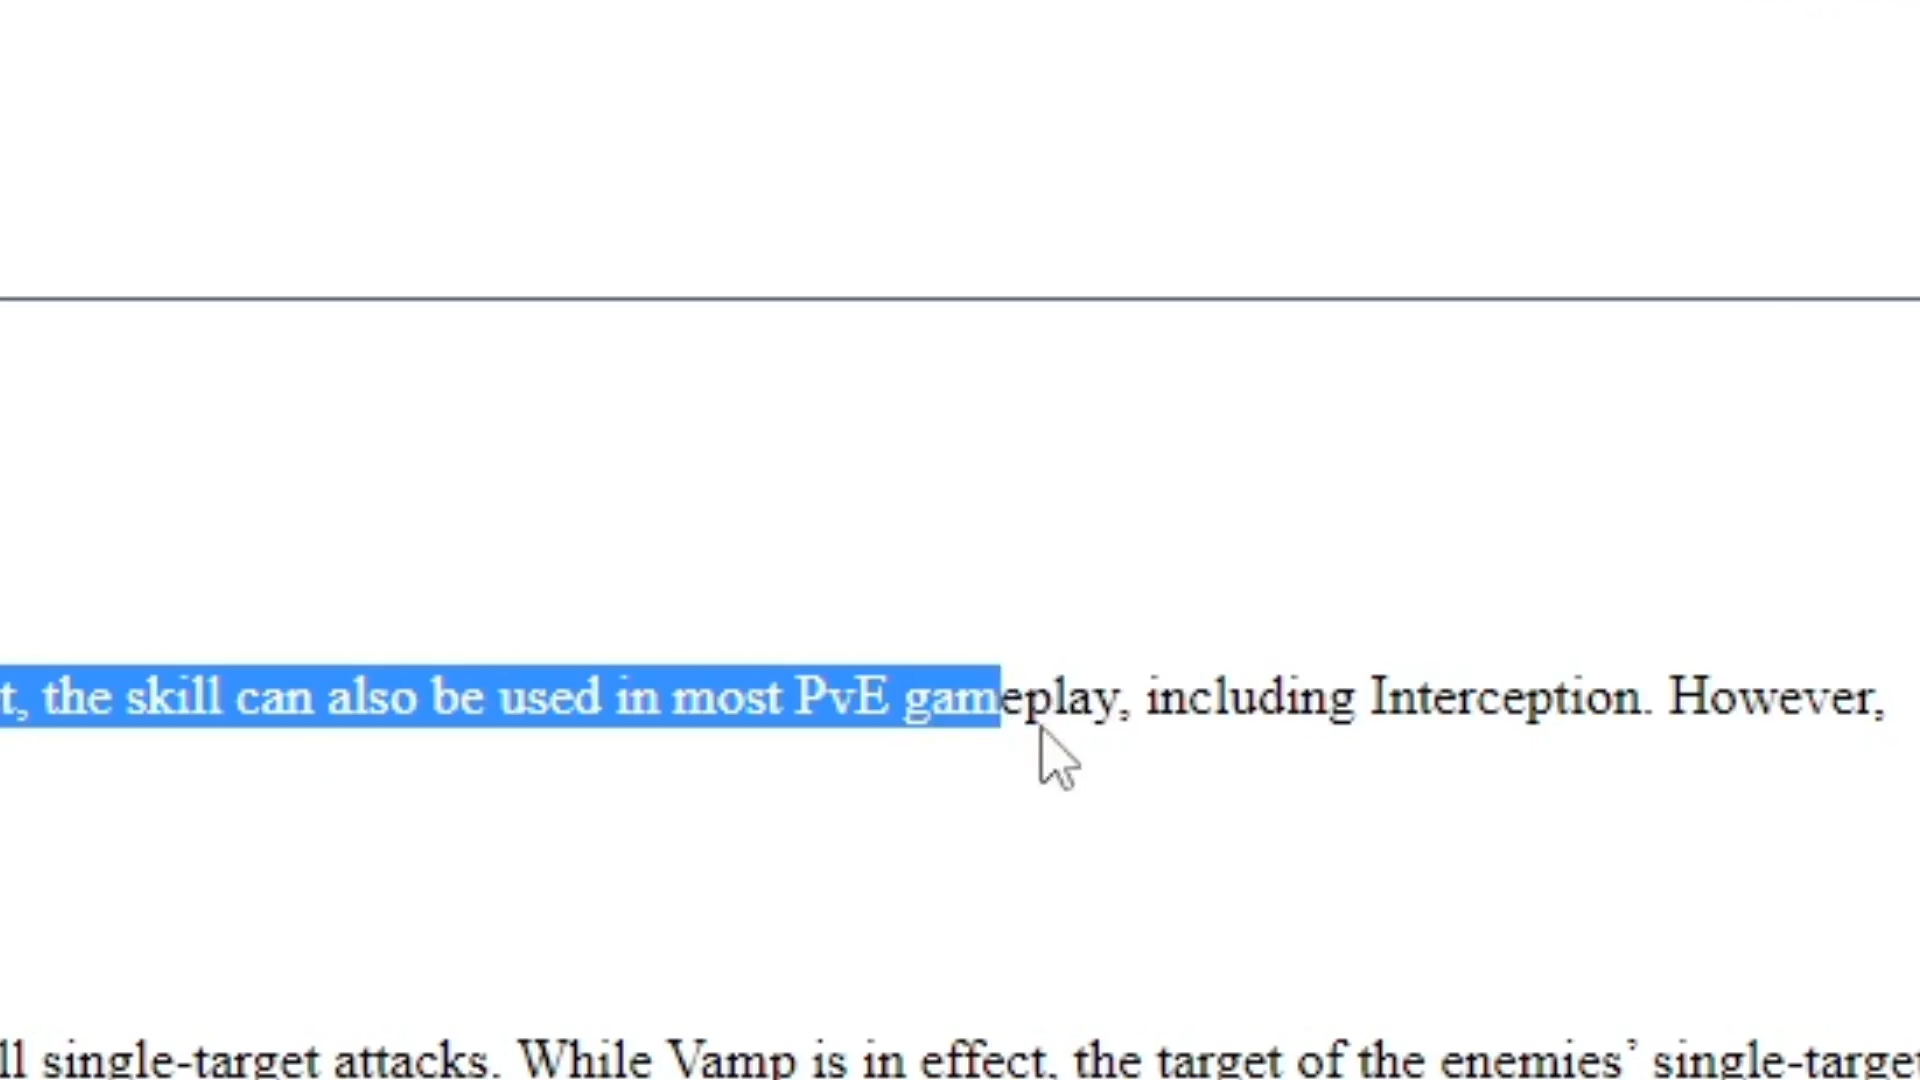 t, the skill can also be used in most PvE gameplay, including Interception. However,
ll single-target attacks. While Vamp is in effect, the target of the enemies’ single-target